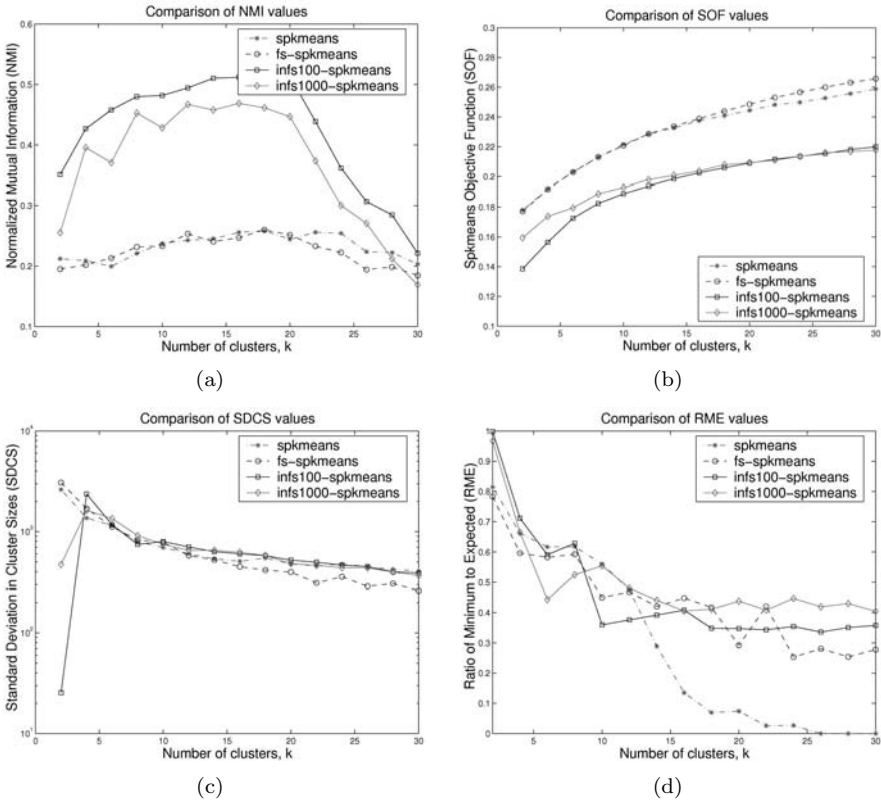 Comparison of NMI values
Normalized Mutual Information (NMI)
0.6
0.5
0.4
0.3
0.2
0.1
0 5 10 15 20 25 30
Number of clusters, k
spkmeans
fs-spkmeans
infs100-spkmeans
infs1000-spkmeans
(a)
Comparison of SOF values
Spkmeans Objective Function (SOF)
0.28
0.26
0.24
0.22
0.2
0.18
0.16
0.14
0.12
0.1
0 5 10 15 20 25 30
Number of clusters, k
spkmeans
fs-spkmeans
infs100-spkmeans
infs1000-spkmeans
(b)
Comparison of SDCS values
Standard Deviation in Cluster Sizes (SDCS)
10^4
10^3
10^2
10^1
0 5 10 15 20 25 30
Number of clusters, k
spkmeans
fs-spkmeans
infs100-spkmeans
infs1000-spkmeans
(c)
Comparison of RME values
Ratio of Minimum to Expected (RME)
1
0.9
0.8
0.7
0.6
0.5
0.4
0.3
0.2
0.1
0
5 10 15 20 25 30
Number of clusters, k
spkmeans
fs-spkmeans
infs100-spkmeans
infs1000-spkmeans
(d)